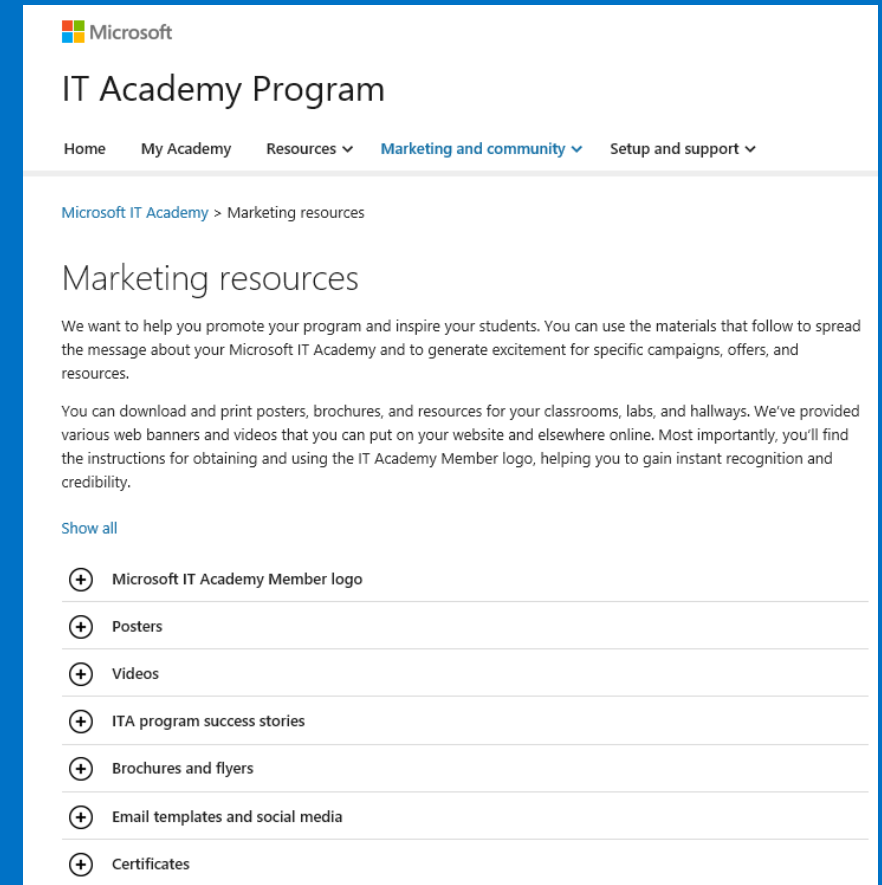 Microsoft
IT Academy Program
Home My Academy Resources Marketing and community Setup and support
Microsoft IT Academy > Marketing resources
Marketing resources
We want to help you promote your program and inspire your students. You can use the materials that follow to spread
the message about your Microsoft IT Academy and to generate excitement for specific campaigns, offers, and
resources.
You can download and print posters, brochures, and resources for your classrooms, labs, and hallways. We've provided
various web banners and videos that you can put on your website and elsewhere online. Most importantly, you'll find
the instructions for obtaining and using the IT Academy Member logo, helping you to gain instant recognition and
credibility.
Show all
Microsoft IT Academy Member logo
Posters
Videos
ITA program success stories
Brochures and flyers
Email templates and social media
Certificates